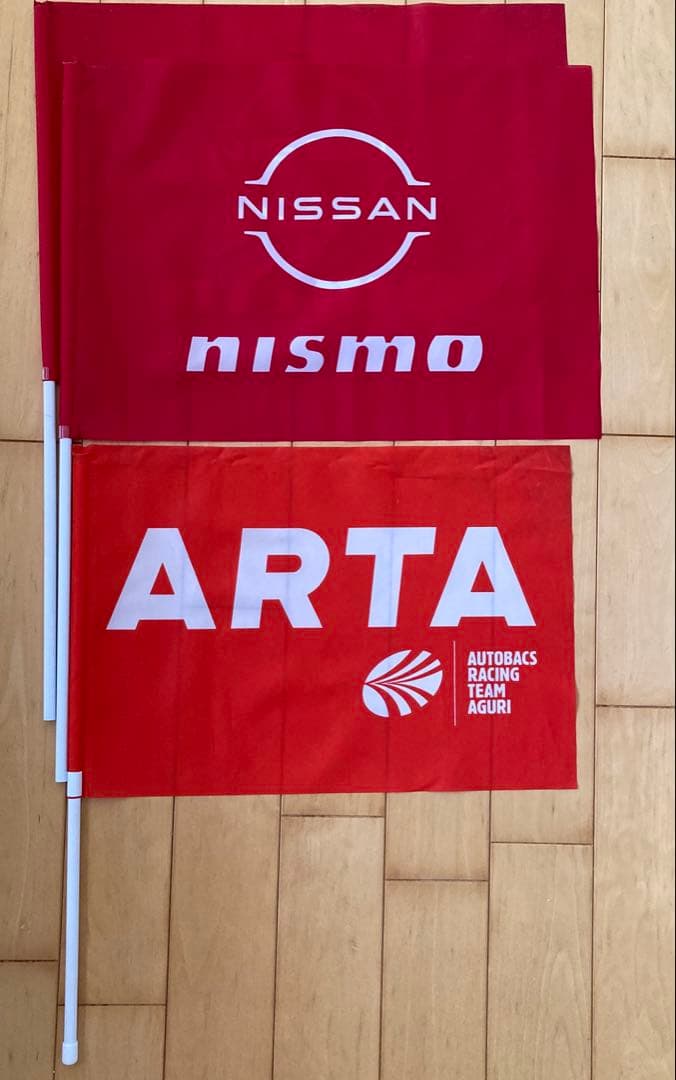 NISSAN
nismo
ARTA
AUTOBACS
RACING
TEAM
AGURI